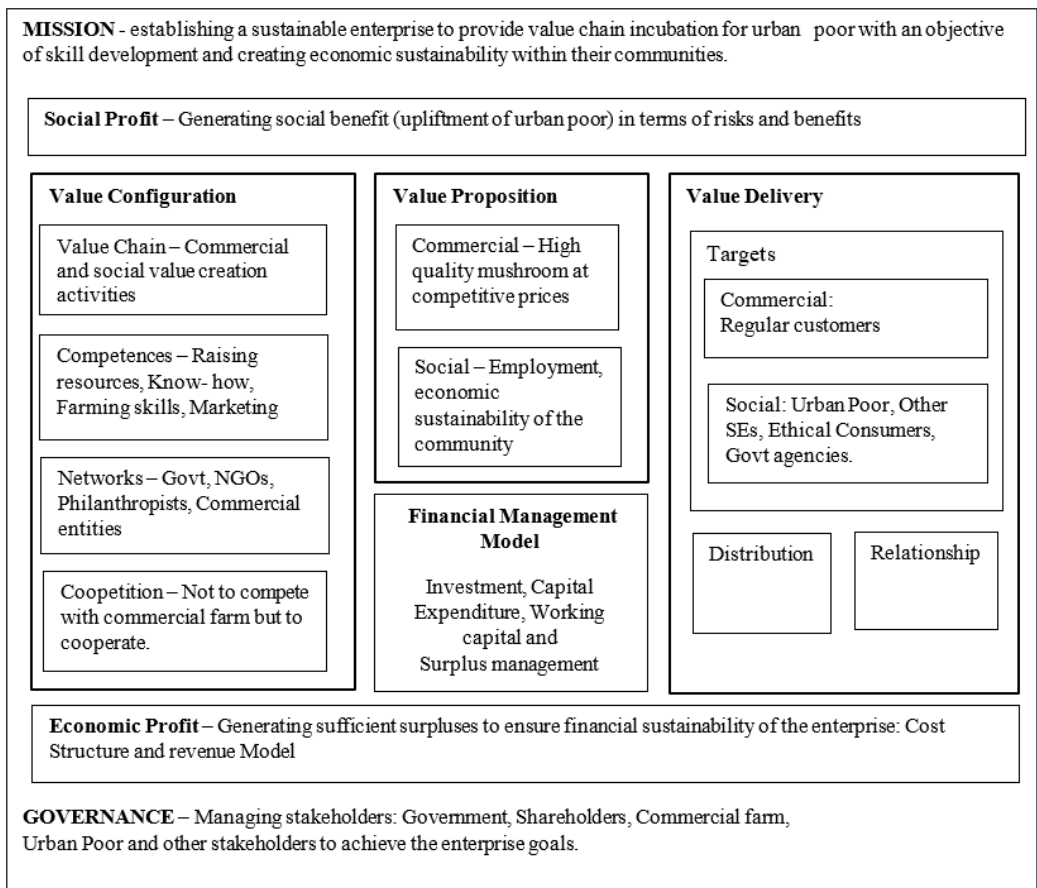 MISSION - establishing a sustainable enterprise to provide value chain incubation for urban poor with an objective
of skill development and creating economic sustainability within their communities.
Social Profit – Generating social benefit (upliftment of urban poor) in terms of risks and benefits
Value Configuration
Value Chain – Commercial
and social value creation
activities
Competences – Raising
resources, Know- how,
Farming skills, Marketing
Networks – Govt, NGOs,
Philanthropists, Commercial
entities
Coopetition – Not to compete
with commercial farm but to
cooperate.
Value Proposition
Commercial – High
quality mushroom at
competitive prices
Social – Employment,
economic
sustainability of the
community
Financial Management
Model
Investment, Capital
Expenditure, Working
capital and
Surplus management
Value Delivery
Targets
Commercial:
Regular customers
Social: Urban Poor, Other
SEs, Ethical Consumers,
Govt agencies.
Distribution
Relationship
Economic Profit – Generating sufficient surpluses to ensure financial sustainability of the enterprise: Cost
Structure and revenue Model
GOVERNANCE – Managing stakeholders: Government, Shareholders, Commercial farm,
Urban Poor and other stakeholders to achieve the enterprise goals.